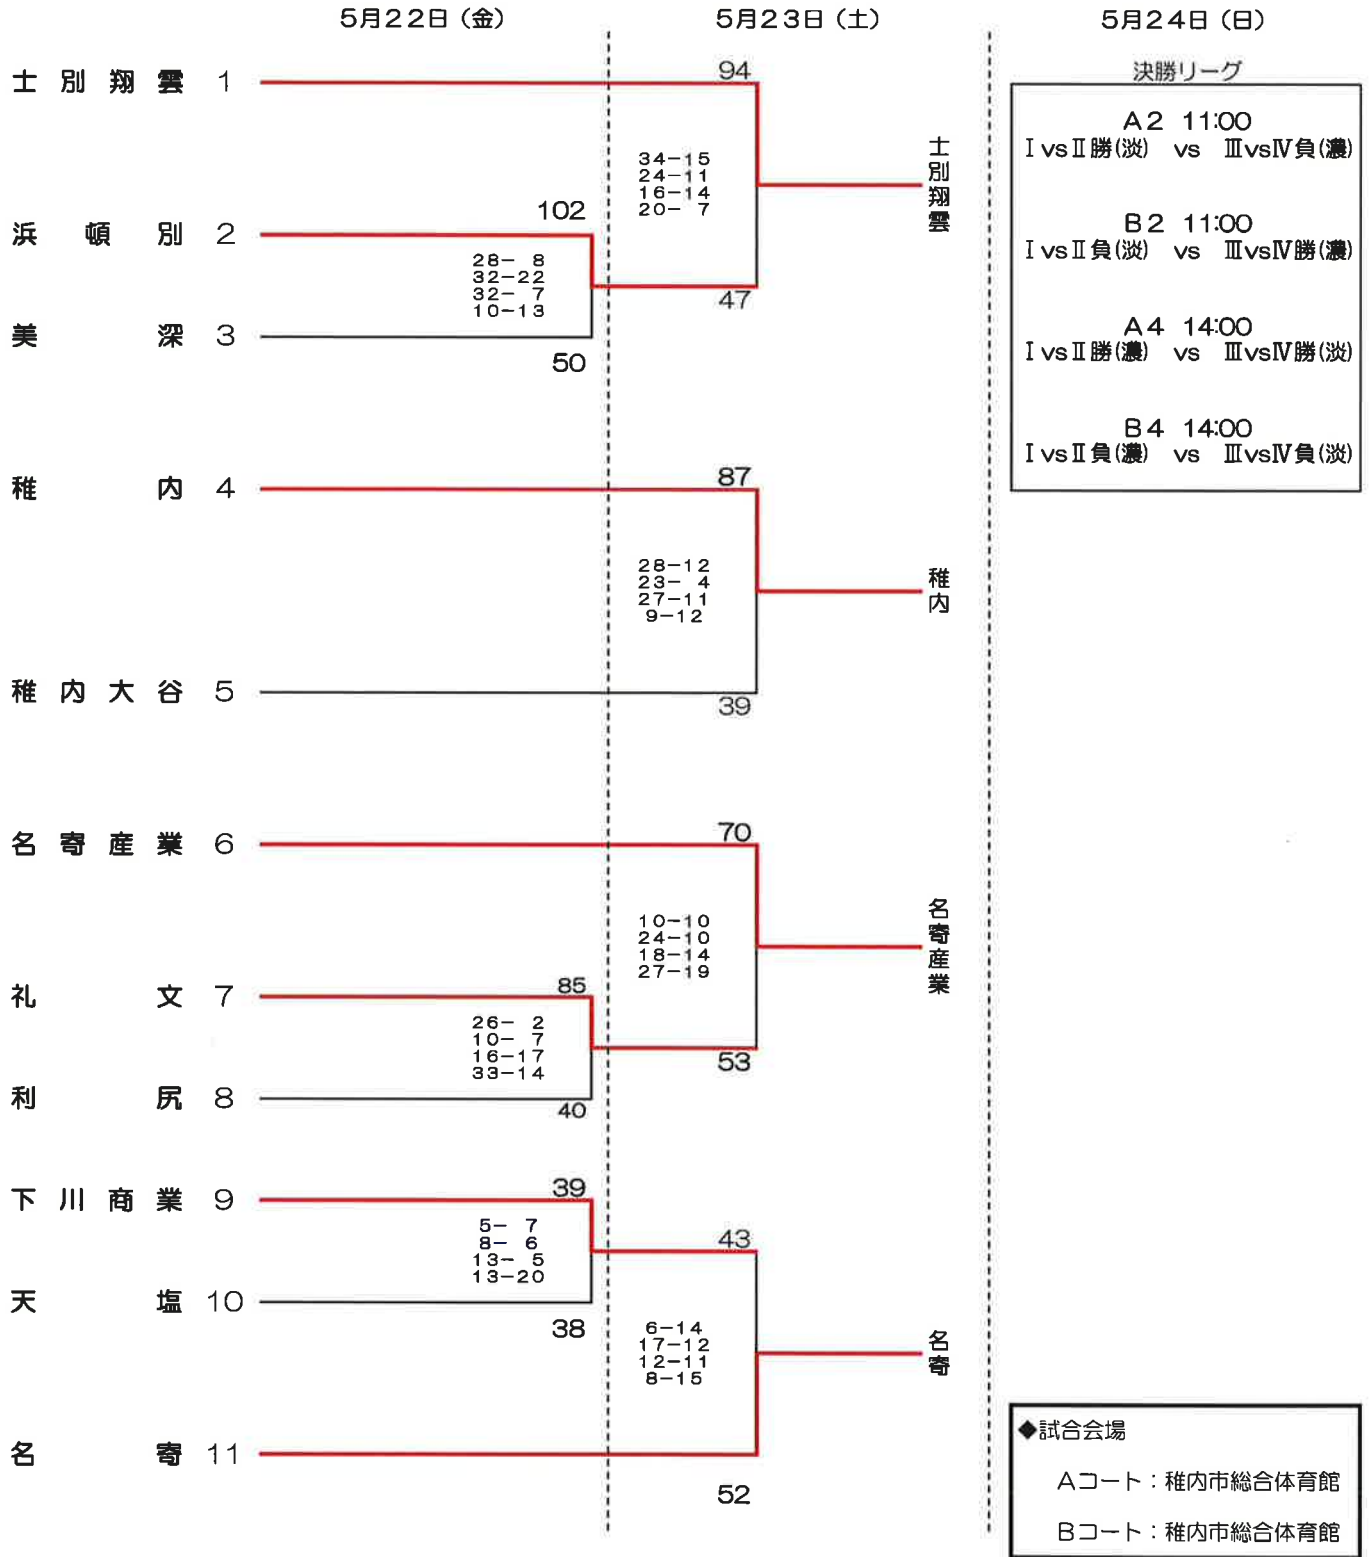 5月22日（金）
5月23日（土）
5月24日（日）
士別翔雲 1
94
34-15
24-11
16-14
20- 7
士別翔雲
102
浜頓別 2
28- 8
32-22
32- 7
10-13
47
美深 3
50
稚内 4
87
28-12
23- 4
27-11
9-12
稚内
稚内大谷 5
39
名寄産業 6
70
10-10
24-10
18-14
27-19
名寄産業
礼文 7
85
26- 2
10- 7
16-17
33-14
53
利尻 8
40
下川商業 9
39
5- 7
8- 6
13- 5
13-20
43
天塩 10
38
6-14
17-12
12-11
8-15
名寄
名寄 11
52
決勝リーグ
A2 11:00
ⅠvsⅡ勝(淡) vs ⅢvsⅣ負(濃)
B2 11:00
ⅠvsⅡ負(淡) vs ⅢvsⅣ勝(濃)
A4 14:00
ⅠvsⅡ勝(濃) vs ⅢvsⅣ勝(淡)
B4 14:00
ⅠvsⅡ負(濃) vs ⅢvsⅣ負(淡)
◆試合会場
Aコート：稚内市総合体育館
Bコート：稚内市総合体育館